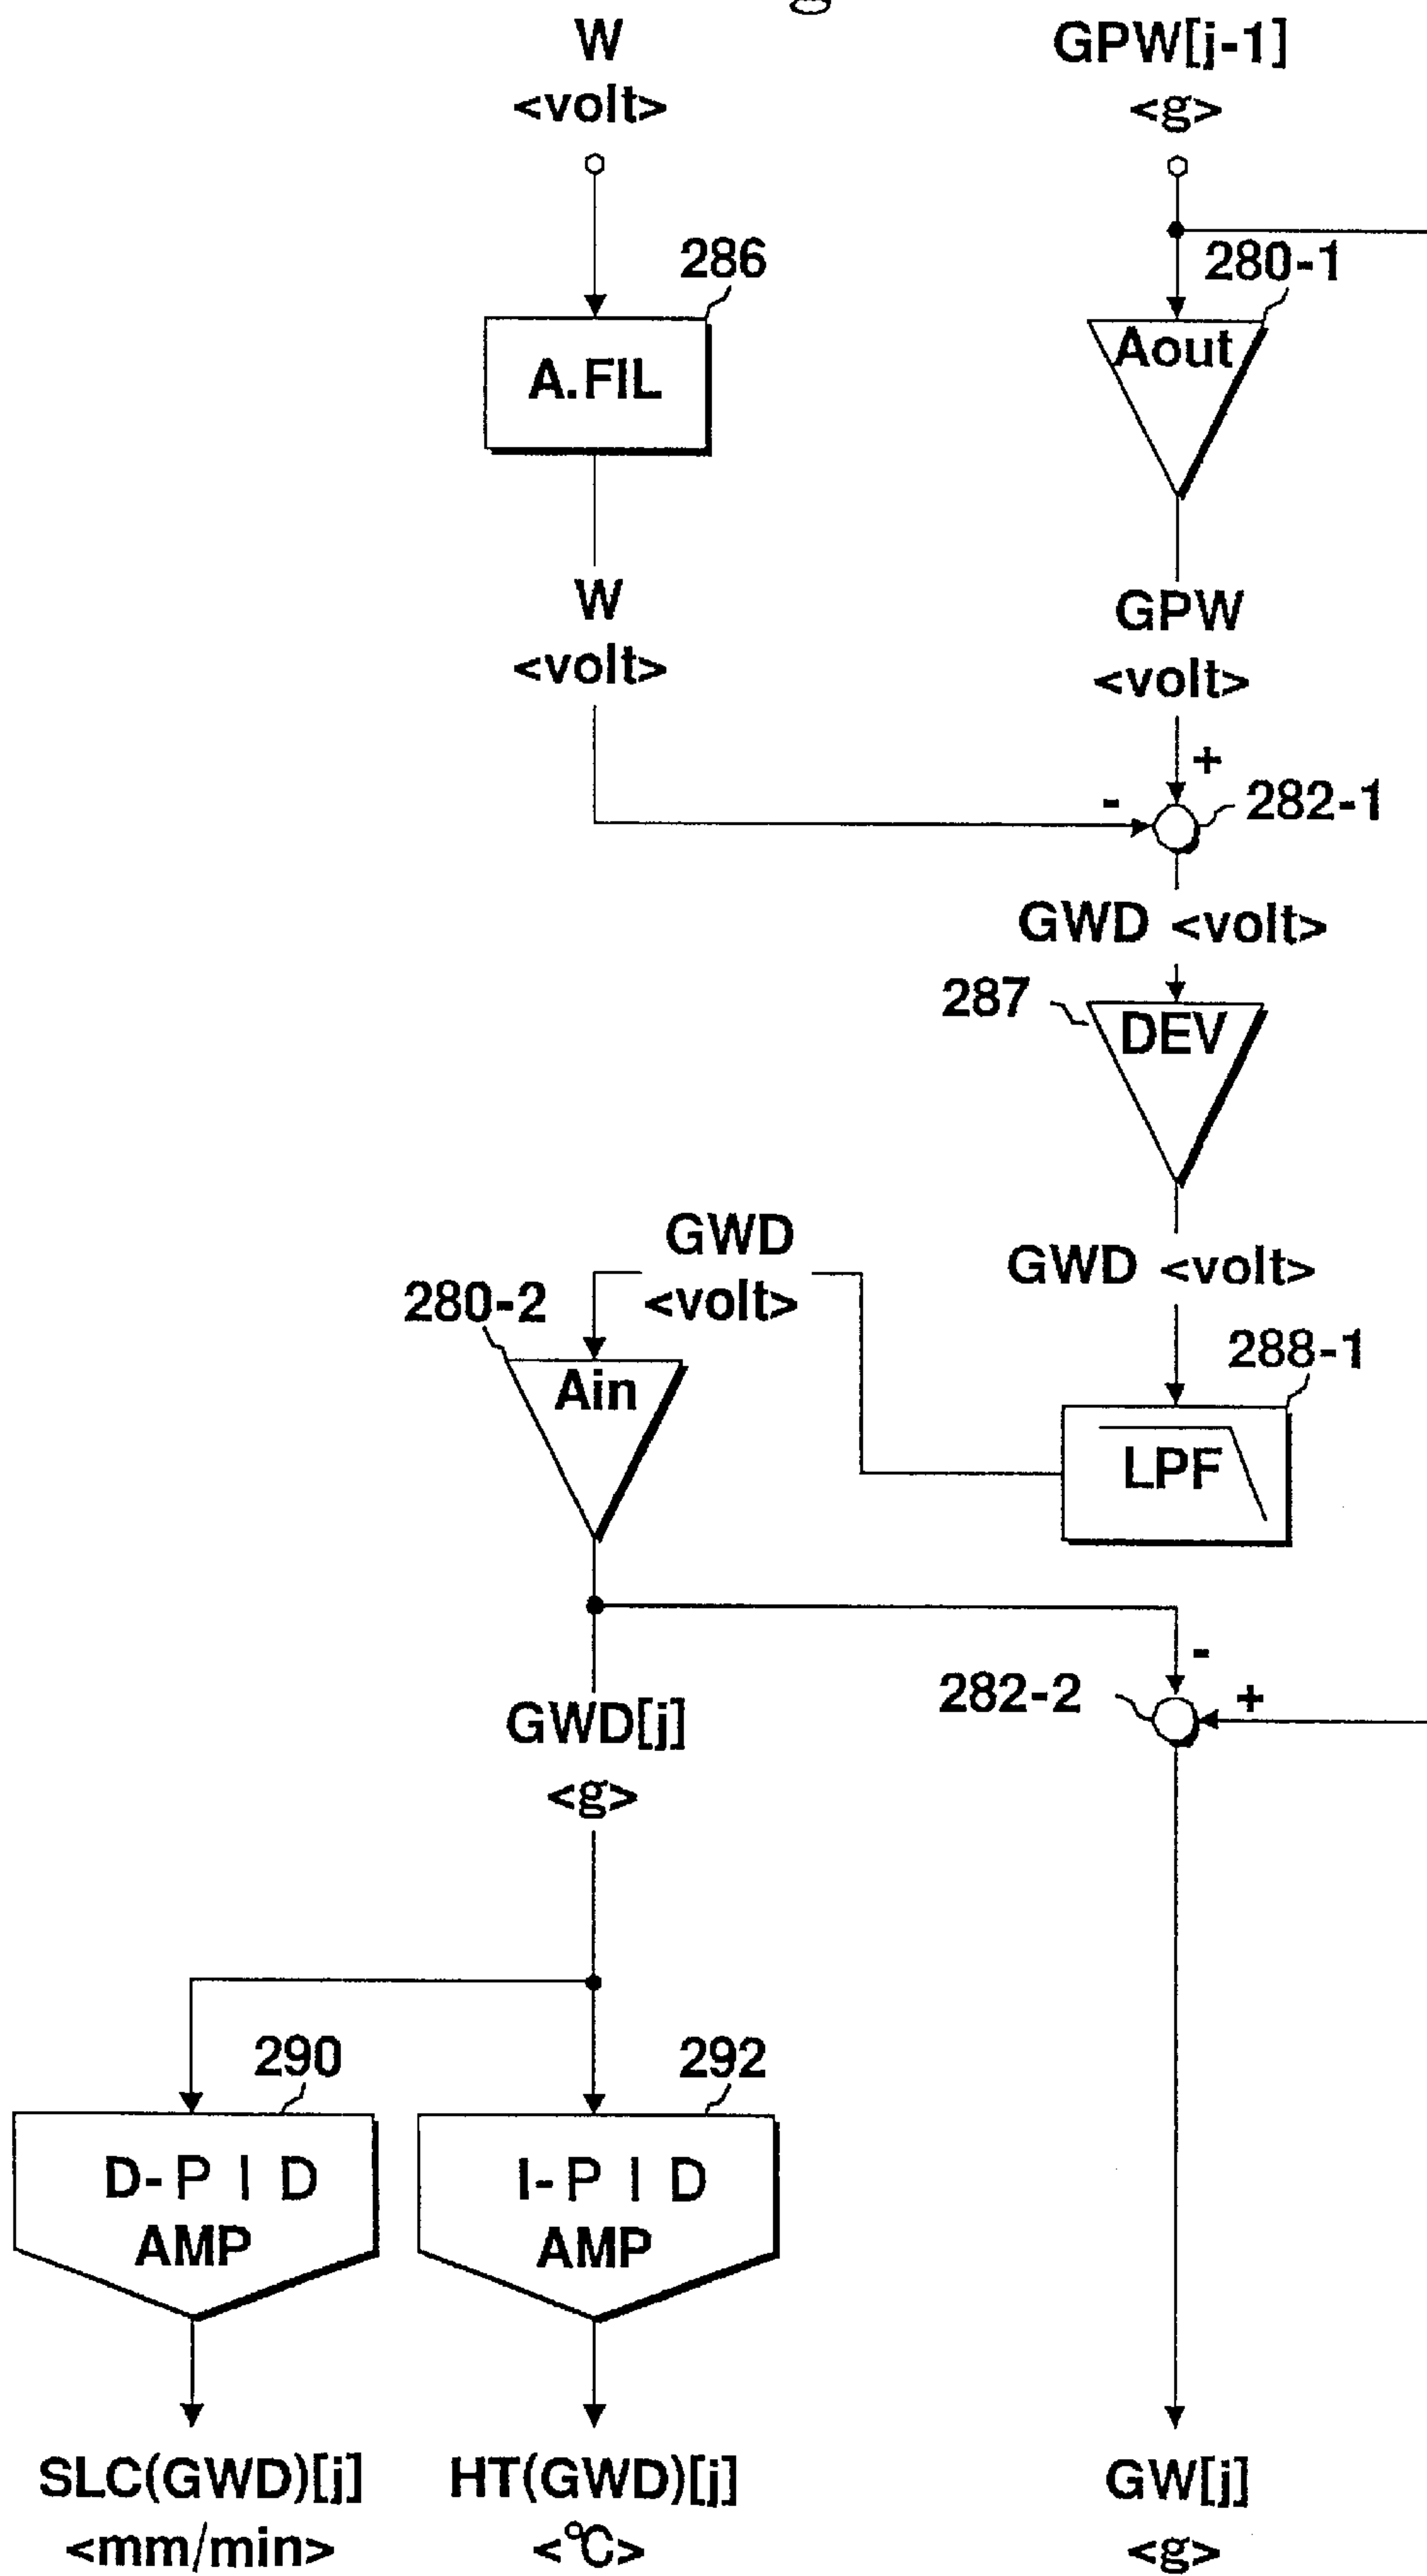 W
<volt>
GPW[j-1]
<g>
286
280-1
A.FIL
Aout
W
<volt>
GPW
<volt>
+
-
282-1
GWD <volt>
287
DEV
GWD
<volt>
GWD <volt>
280-2
288-1
Ain
LPF
-
282-2
+
GWD[j]
<g>
290
292
D-PID
AMP
I-PID
AMP
SLC(GWD)[j]
<mm/min>
HT(GWD)[j]
<℃>
GW[j]
<g>